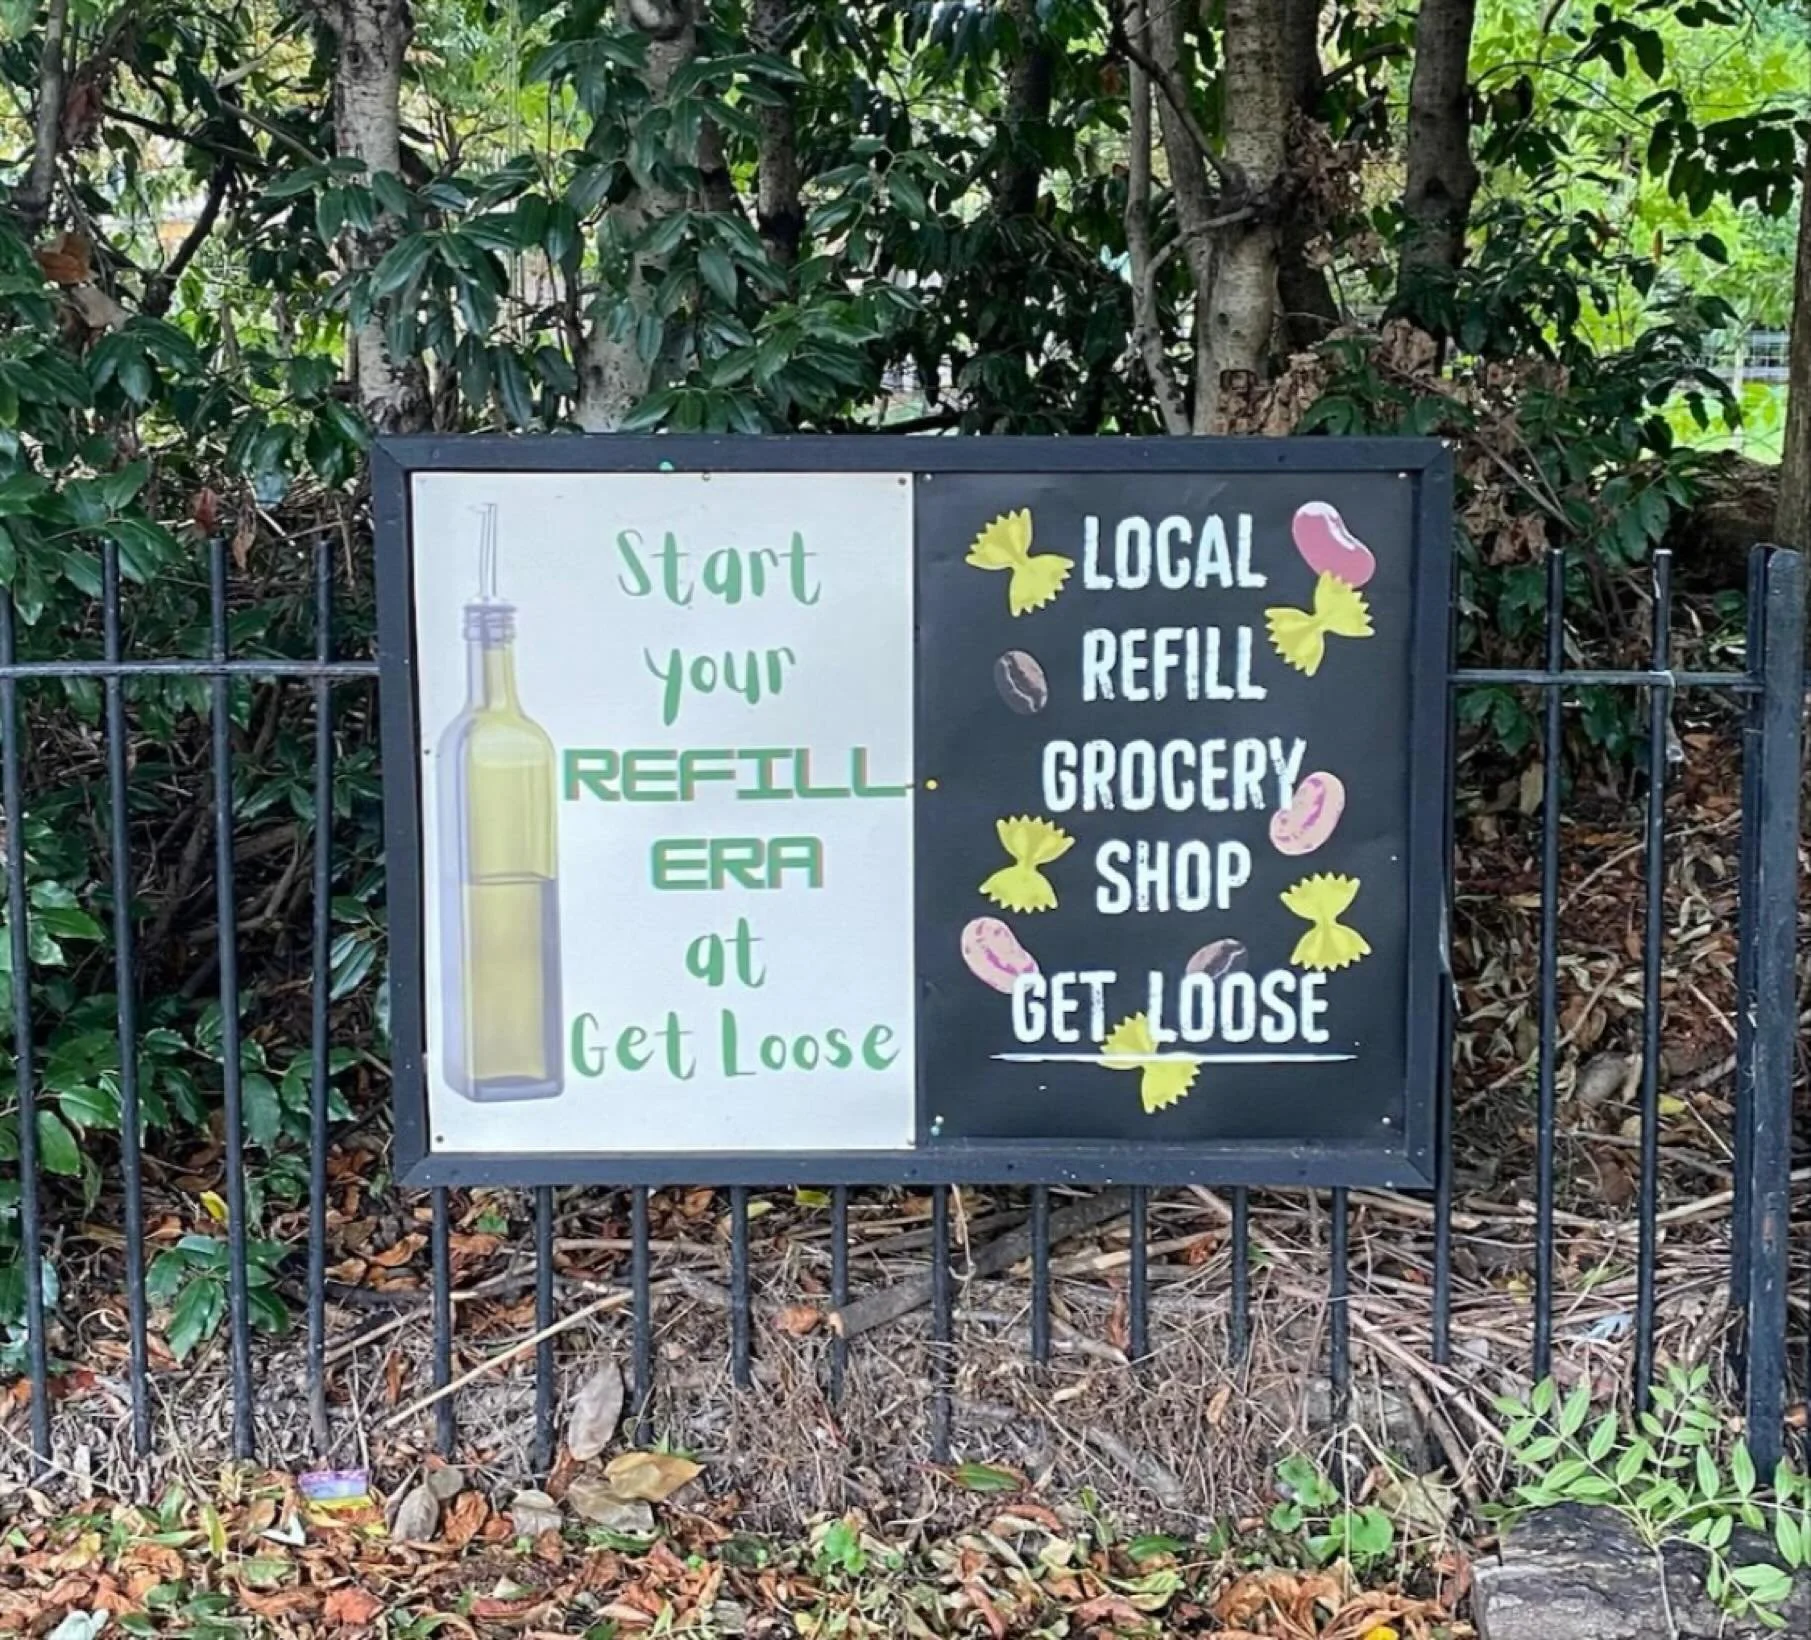 Start
your
REFILL
ERA
at
Get Loose
LOCAL
REFILL
GROCERY
SHOP
GET LOOSE